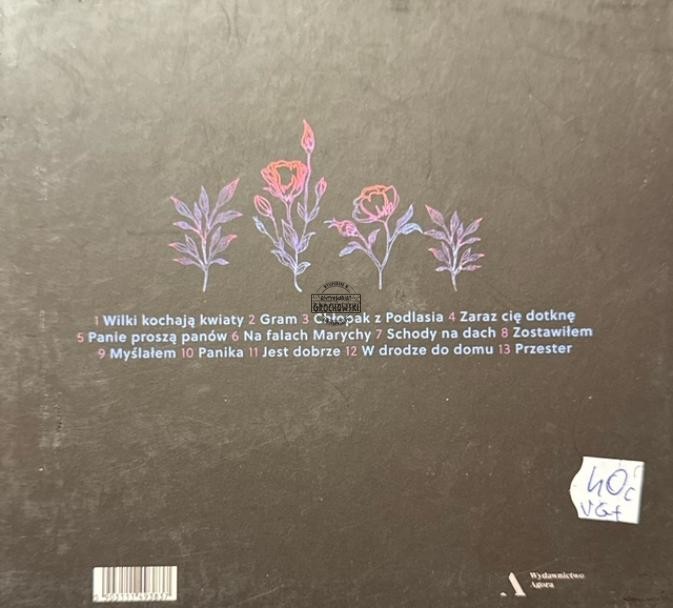 1 Wilki kochają kwiaty 2 Gram 3 Chłopak z Podlasia 4 Zaraz cię dotknę
5 Panie proszą panów 6 Na falach Marychy 7 Schody na dach 8 Zostawiłem
9 Myślałem 10 Panika 11 Jest dobrze 12 W drodze do domu 13 Przester
GROCHOWSKI
40
VG+
A Wydawnictwo
Agora